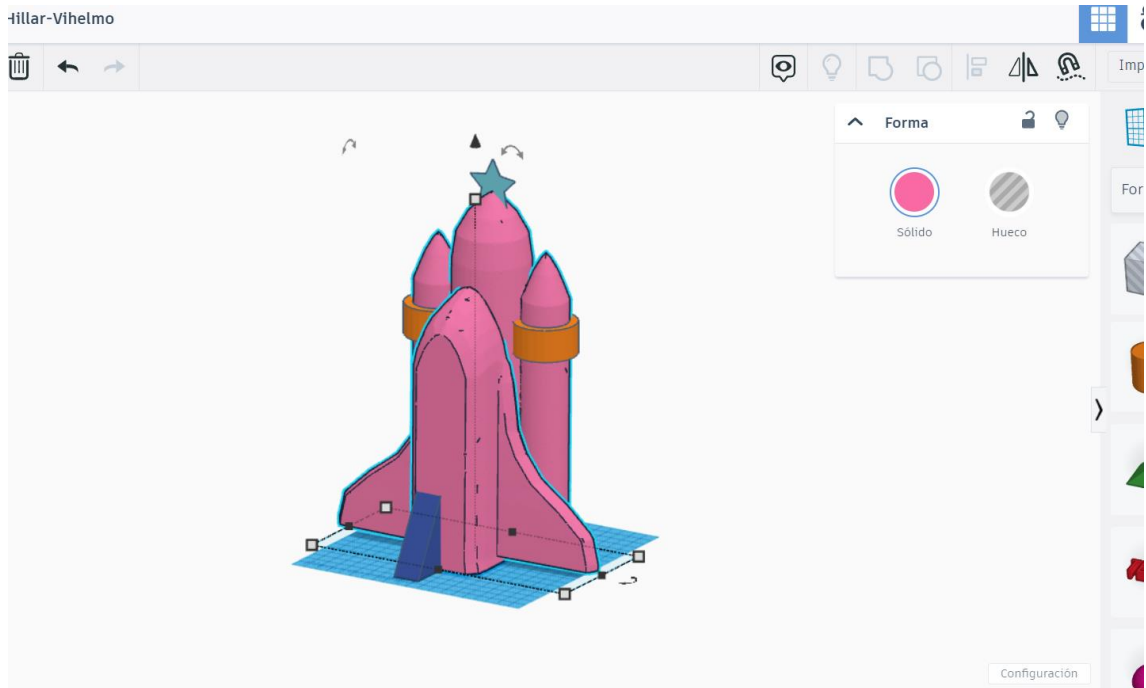 Hillar-Vihelmo
Imp
Forma
For
Sólido
Hueco
Configuración